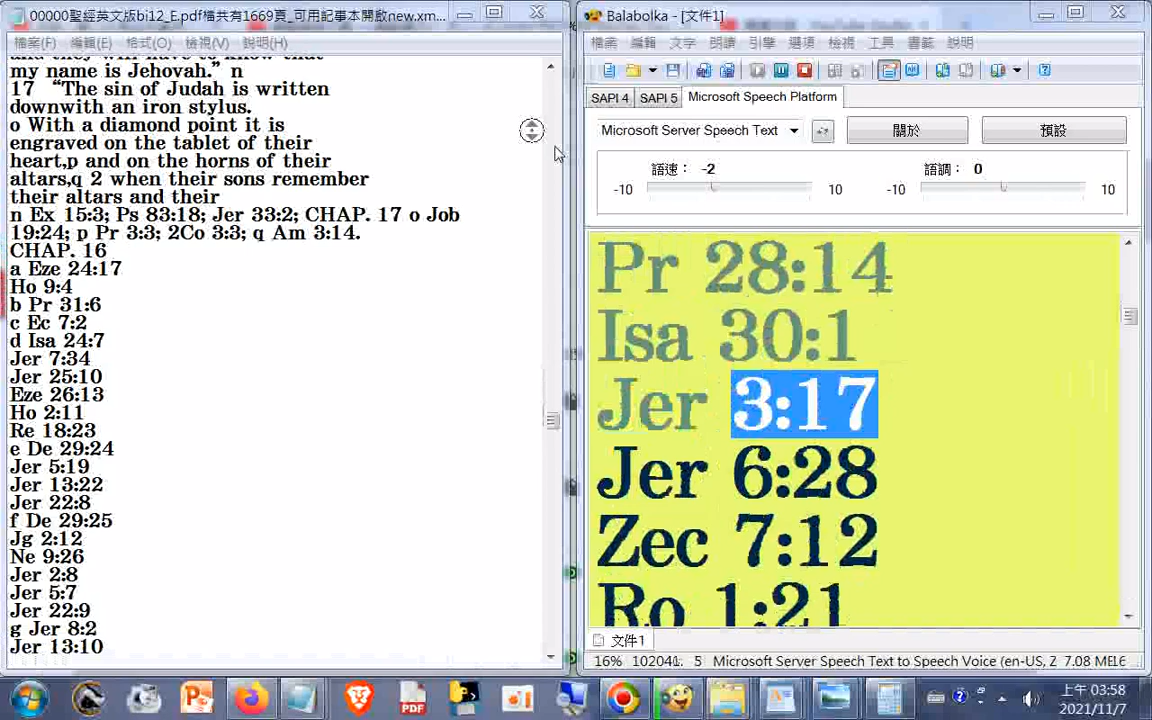 00000聖經英文版bi12_E.pdf檔共有1669頁_可用記事本開啟new.xm...
檔案(F) 編輯(E) 格式(O) 檢視(V) 說明(H)
my name is Jehovah.” n
17 “The sin of Judah is written
downwith an iron stylus.
o With a diamond point it is
engraved on the tablet of their
heart,p and on the horns of their
altars,q 2 when their sons remember
their altars and their
n Ex 15:3; Ps 83:18; Jer 33:2; CHAP. 17 o Job
19:24; p Pr 3:3; 2Co 3:3; q Am 3:14.
CHAP. 16
a Eze 24:17
Ho 9:4
b Pr 31:6
c Ec 7:2
d Isa 24:7
Jer 7:34
Jer 25:10
Eze 26:13
Ho 2:11
Re 18:23
e De 29:24
Jer 5:19
Jer 13:22
Jer 22:8
f De 29:25
Jg 2:12
Ne 9:26
Jer 2:8
Jer 5:7
Jer 22:9
g Jer 8:2
Jer 13:10
Balabolka - [文件1]
檔案 編輯 文字 朗讀 引擎 選項 檢視 工具 書籤 說明
SAPI 4 SAPI 5 Microsoft Speech Platform
Microsoft Server Speech Text 關於 預設
語速： -2 語調： 0
-10 10 -10 10
Pr 28:14
Isa 30:1
Jer 3:17
Jer 6:28
Zec 7:12
Ro 1:21
文件1
16% 102041. 5 Microsoft Server Speech Text to Speech Voice (en-US, Z 7.08 ME16
上午 03:58
2021/11/7